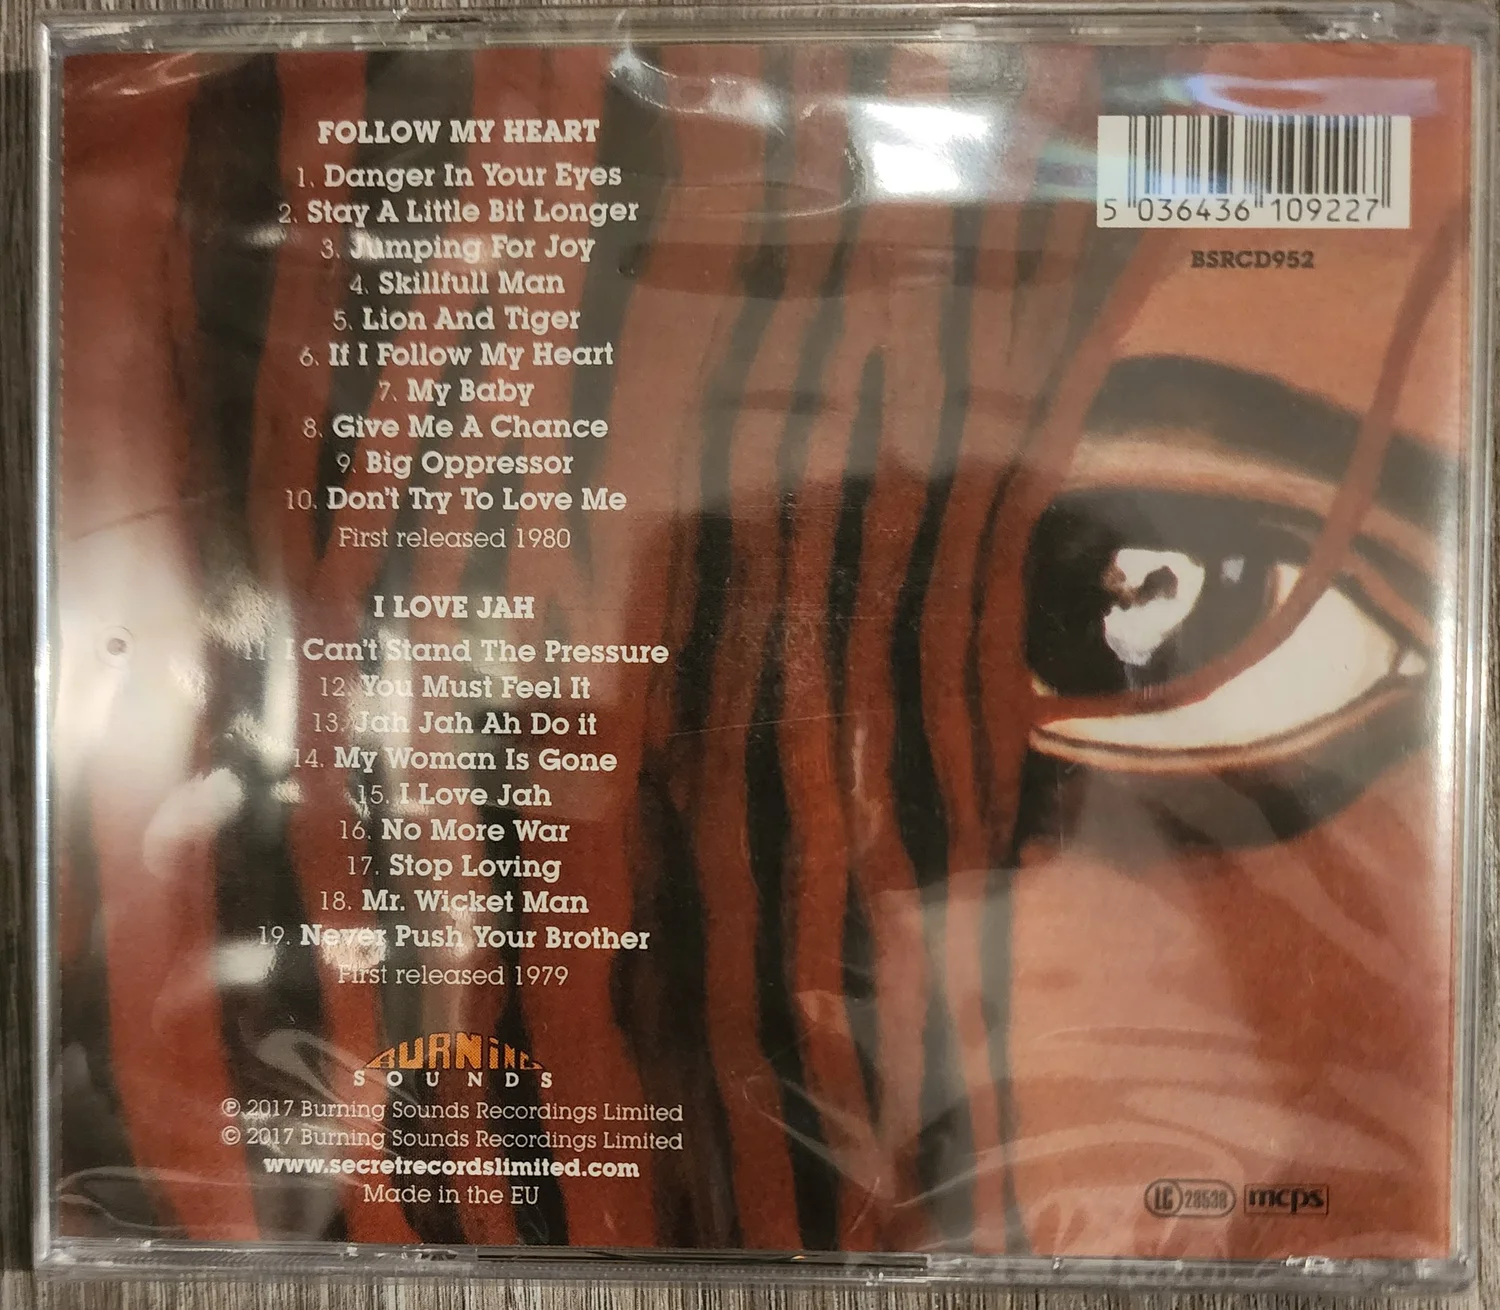 FOLLOW MY HEART
1. Danger In Your Eyes
2. Stay A Little Bit Longer
3. Jumping For Joy
4. Skillfull Man
5. Lion And Tiger
6. If I Follow My Heart
7. My Baby
8. Give Me A Chance
9. Big Oppressor
10. Don't Try To Love Me
First released 1980
I LOVE JAH
11. I Can't Stand The Pressure
12. You Must Feel It
13. Jah Jah Ah Do it
14. My Woman Is Gone
15. I Love Jah
16. No More War
17. Stop Loving
18. Mr. Wicket Man
19. Never Push Your Brother
First released 1979
BURNING
SOUNDS
℗ 2017 Burning Sounds Recordings Limited
© 2017 Burning Sounds Recordings Limited
www.secretrecordslimited.com
Made in the EU
5 036436 109227
BSRCD952
LC 28538 mcps